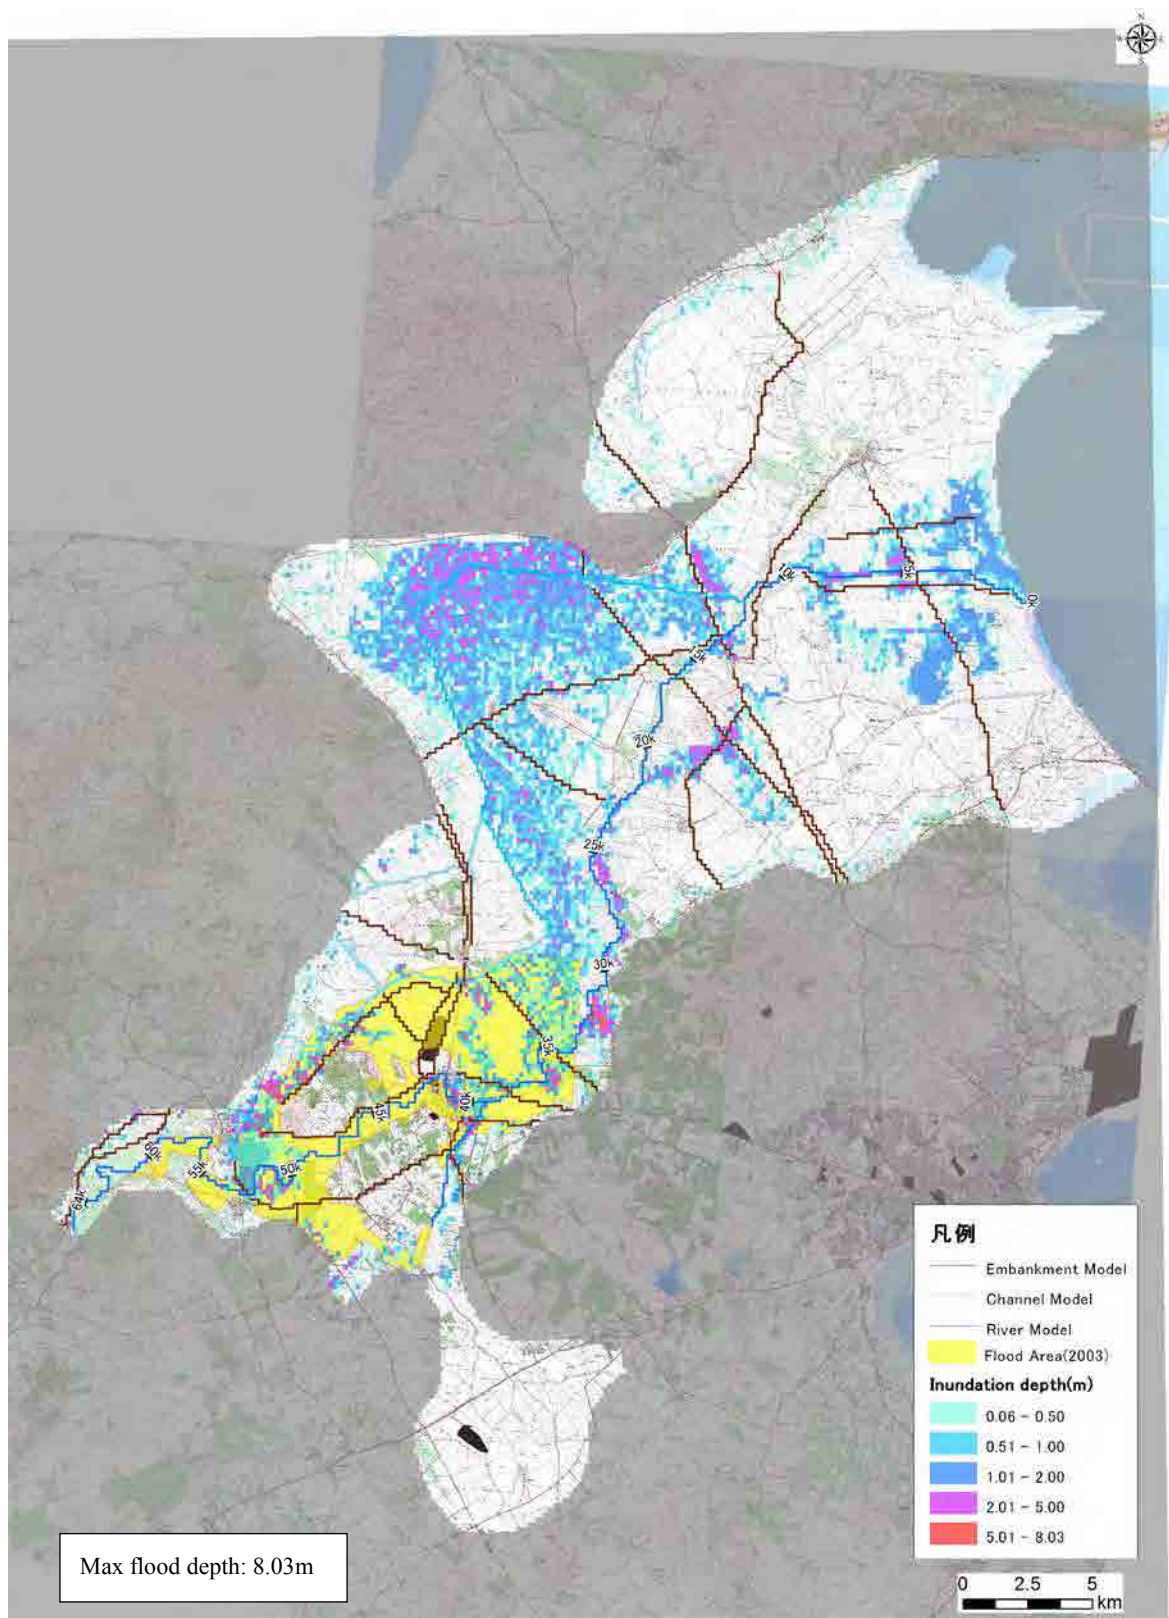 N
W E
S
0k
5k
10k
15k
20k
25k
30k
35k
40k
45k
50k
55k
60k
64k
凡例
Embankment Model
Channel Model
River Model
Flood Area(2003)
Inundation depth(m)
0.06 - 0.50
0.51 - 1.00
1.01 - 2.00
2.01 - 5.00
5.01 - 8.03
Max flood depth: 8.03m
0 2.5 5
km